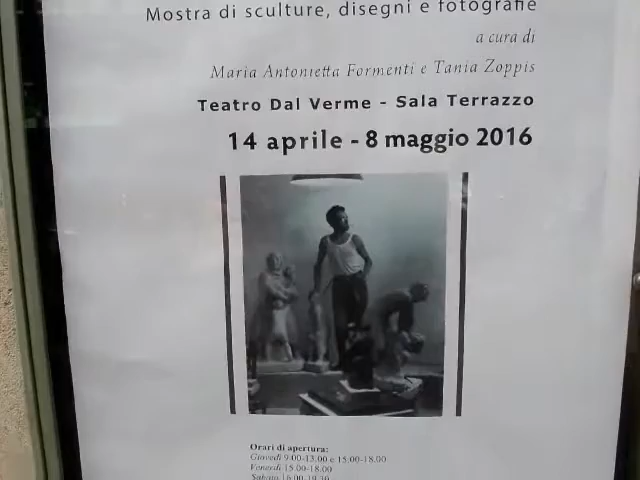 Mostra di sculture, disegni e fotografie
a cura di
Maria Antonietta Formenti e Tania Zoppis
Teatro Dal Verme - Sala Terrazzo
14 aprile - 8 maggio 2016
Orari di apertura:
Giovedì 9.00-13.00 e 15.00-18.00
Venerdì 15.00-18.00
Sabato